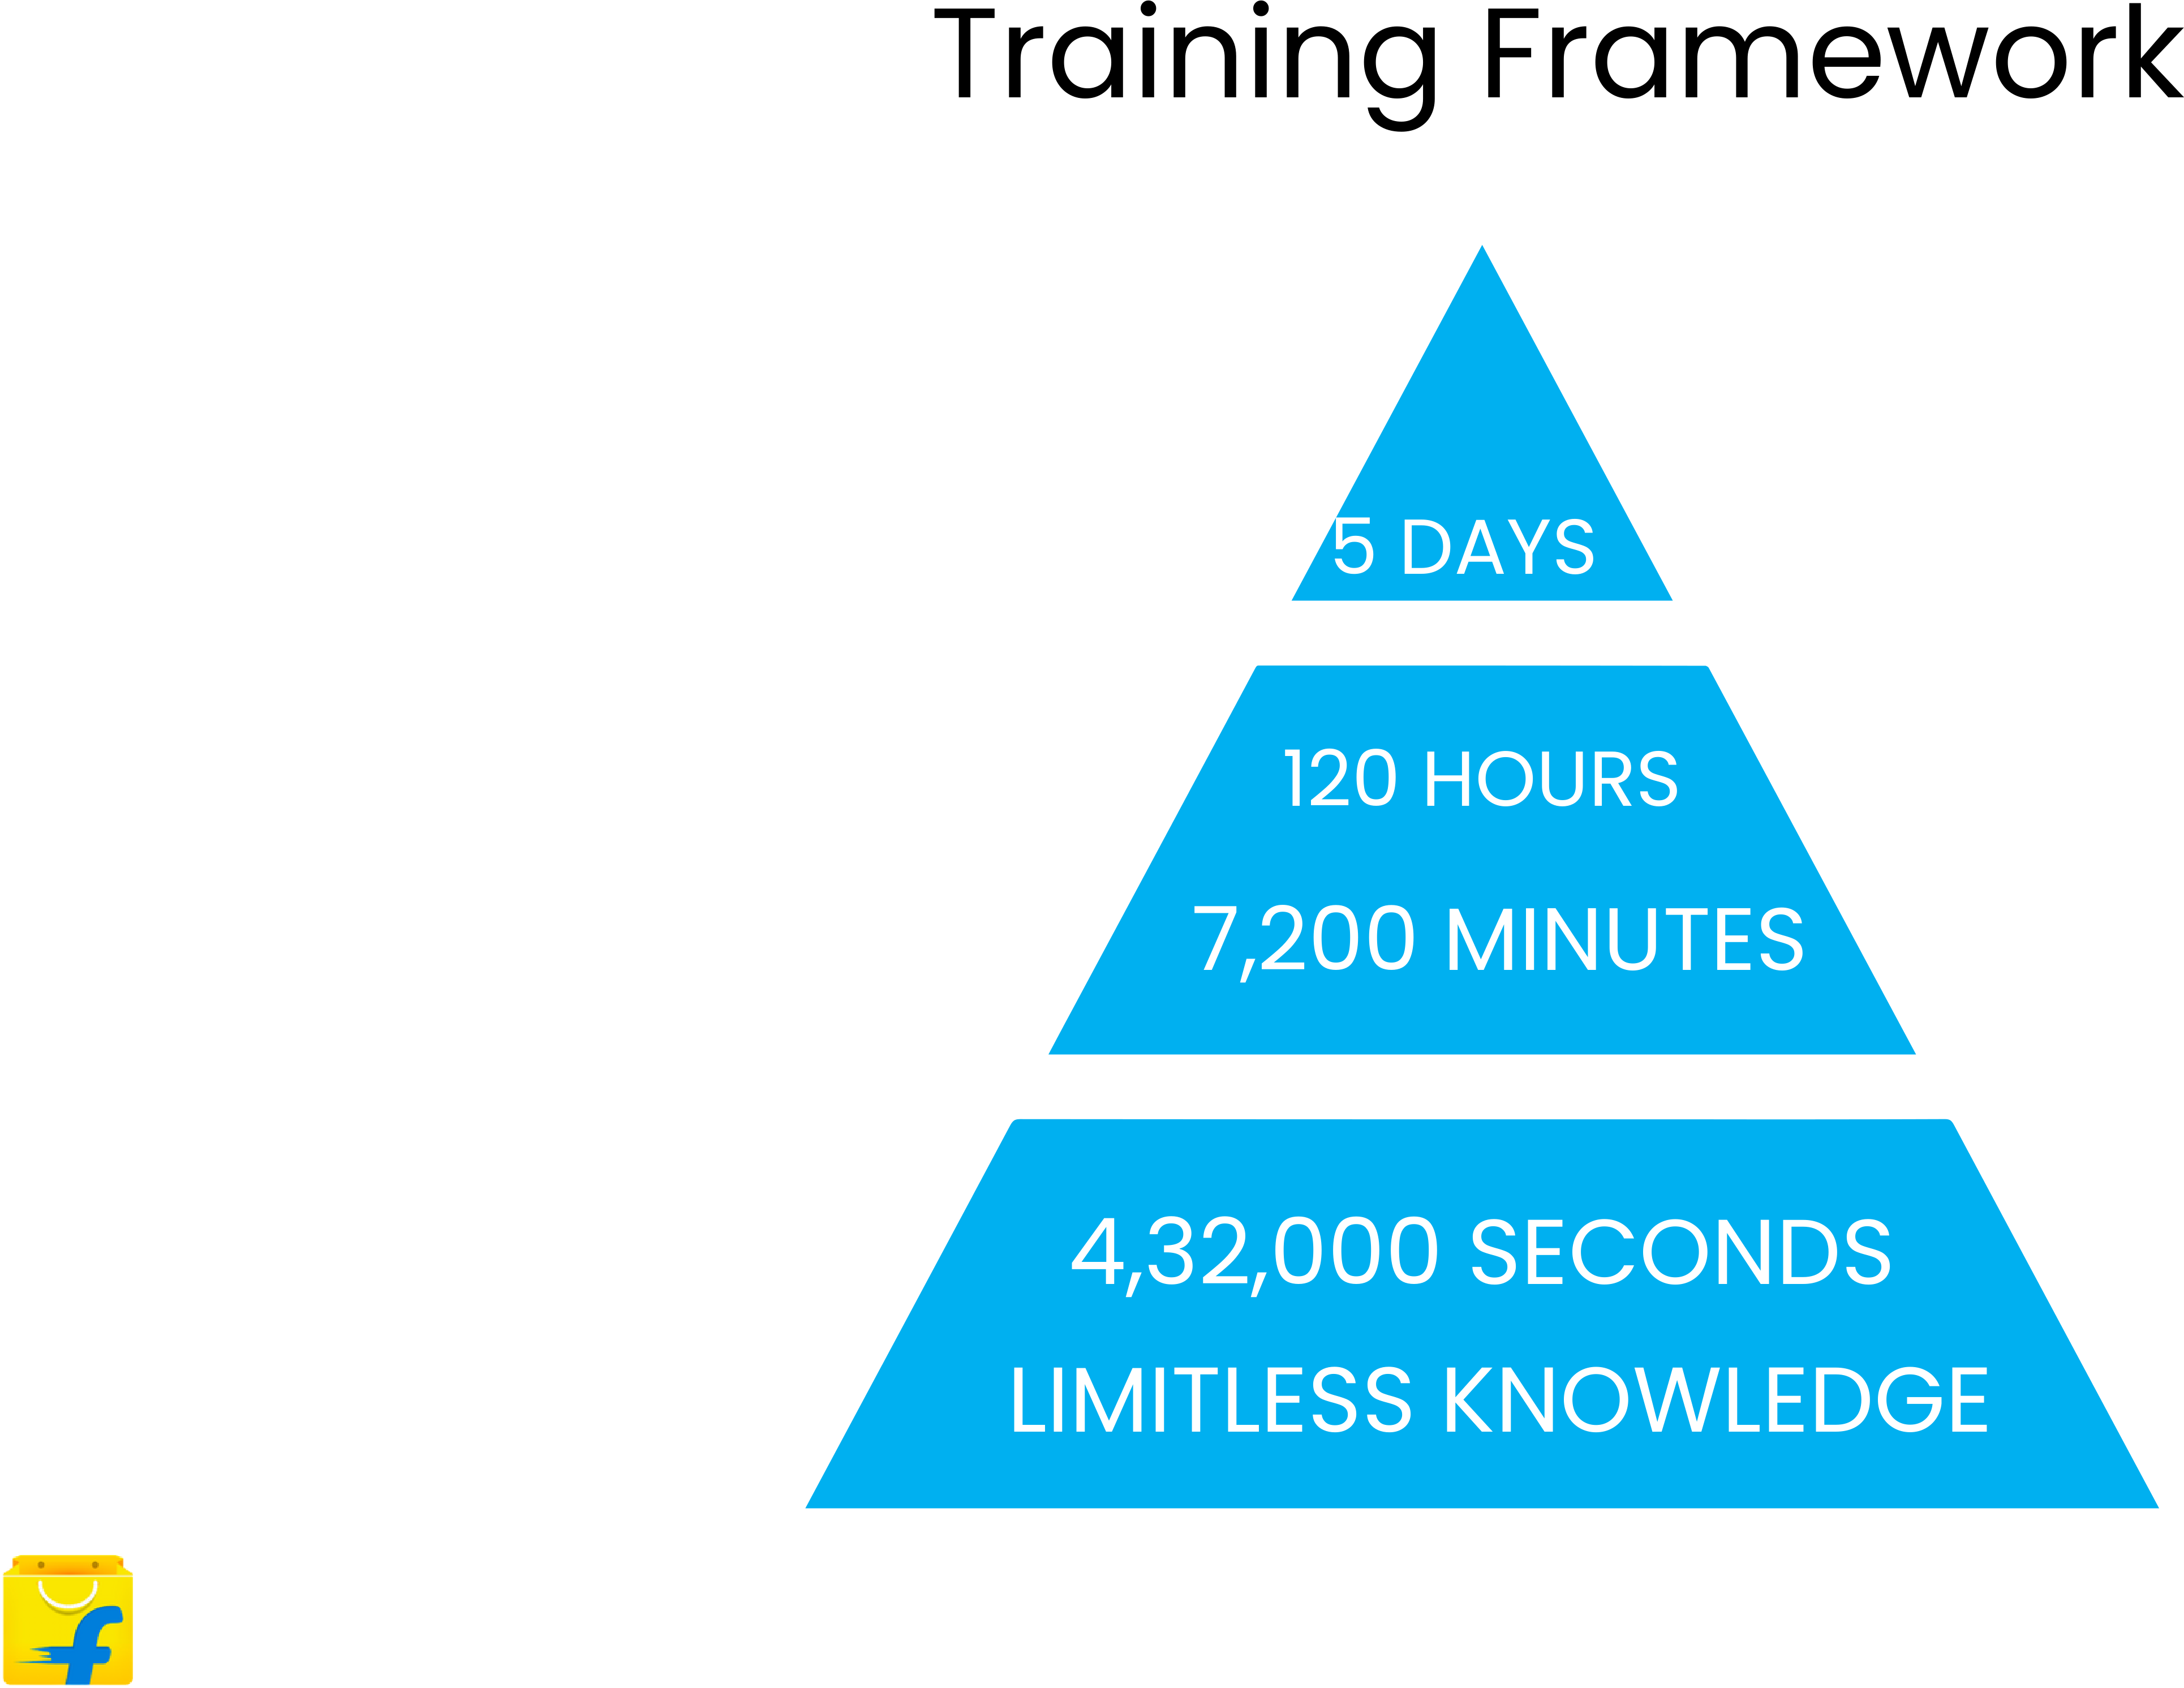 Training Framework
5 DAYS
120 HOURS
7,200 MINUTES
4,32,000 SECONDS
LIMITLESS KNOWLEDGE
f